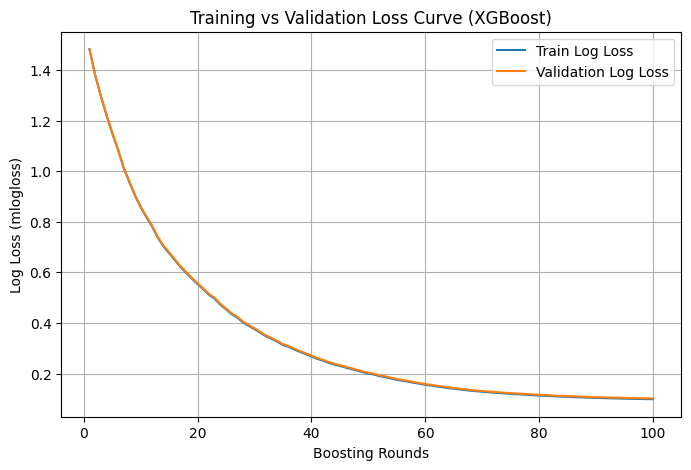 Training vs Validation Loss Curve (XGBoost)
Train Log Loss
Validation Log Loss
Log Loss (mlogloss)
1.4
1.2
1.0
0.8
0.6
0.4
0.2
0 20 40 60 80 100
Boosting Rounds